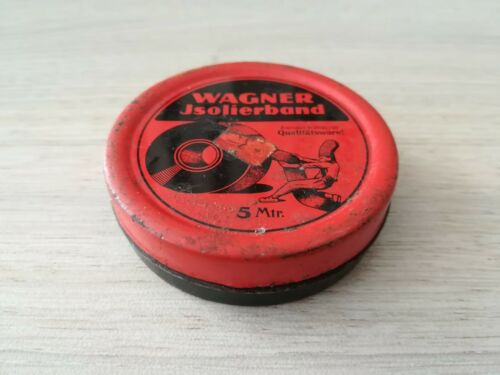 WAGNER
Jsolierband
Qualitätsware!
5 Mtr.